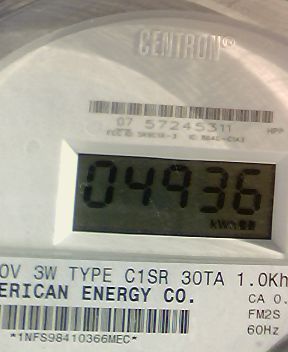 CENTRON®
07 57245311
HPP
04936
kWh
0V 3W TYPE C1SR 30TA 1.0Kh
ERICAN ENERGY CO.
CA 0.
FM2S
60Hz
*1NFS98410366MEC*